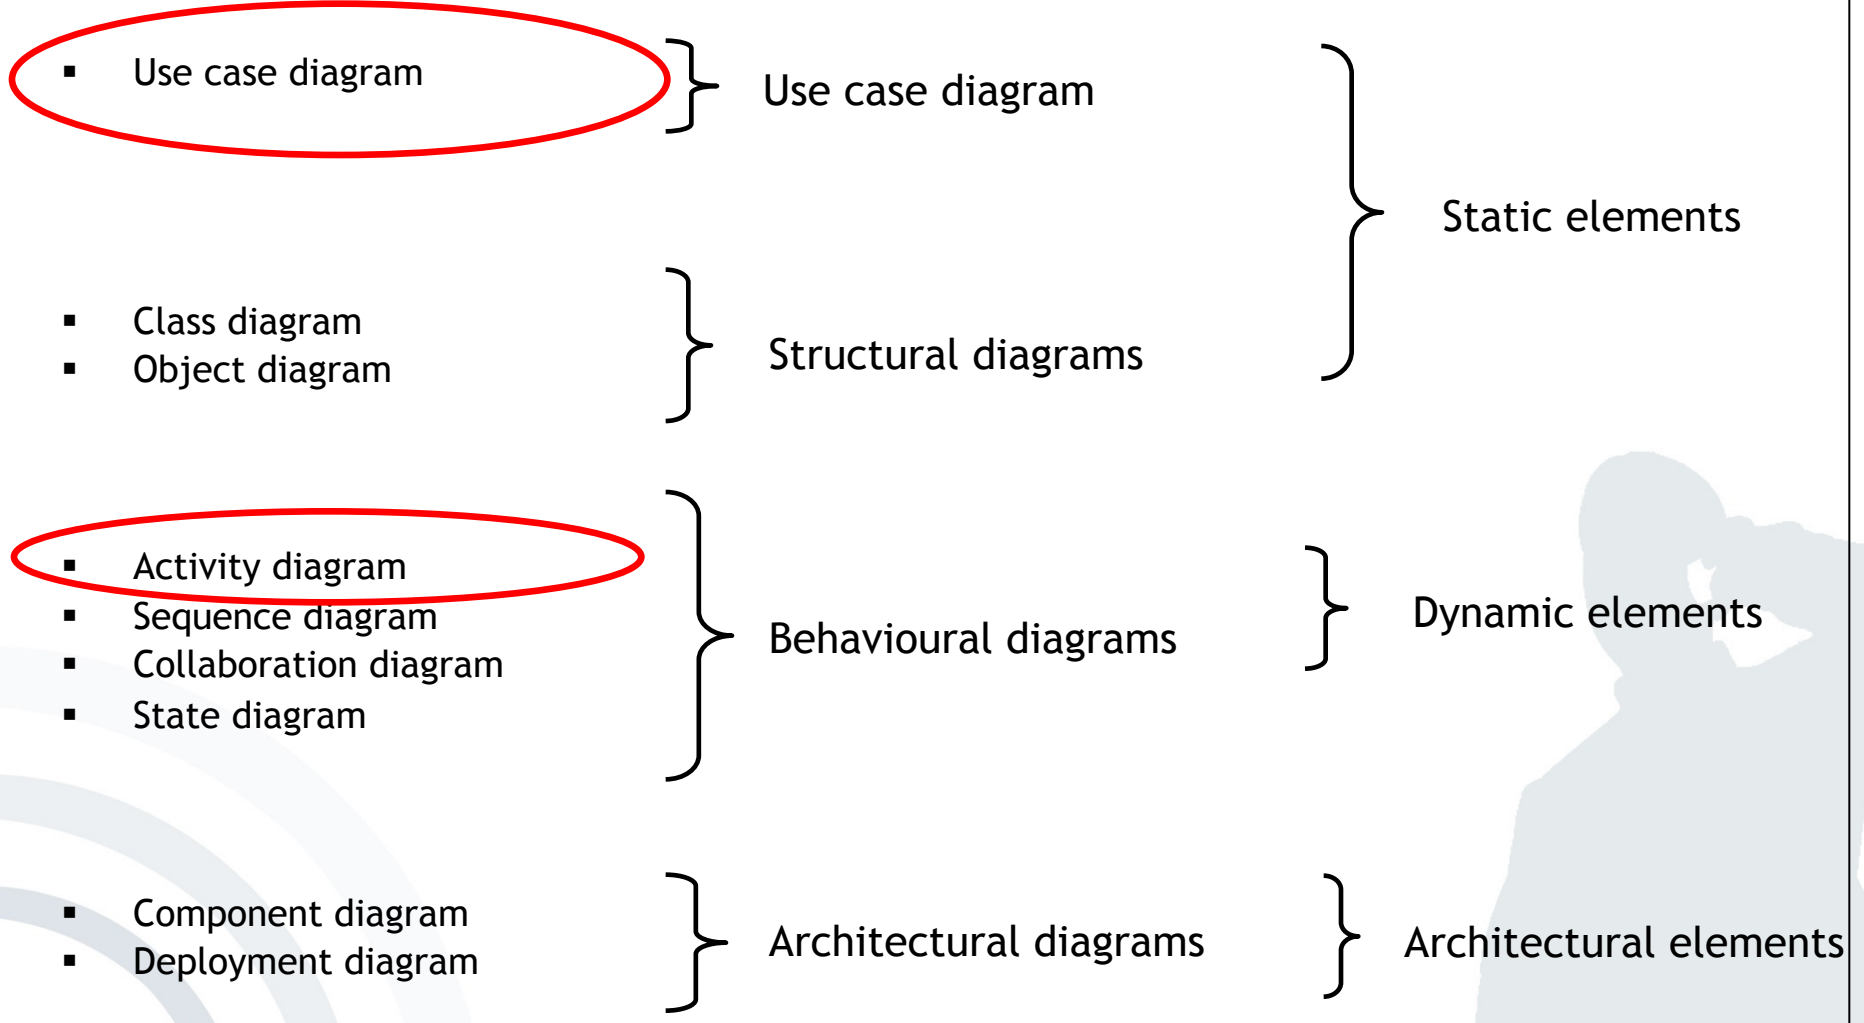 ▪ Use case diagram
Use case diagram
Static elements
▪ Class diagram
▪ Object diagram
Structural diagrams
▪ Activity diagram
▪ Sequence diagram
▪ Collaboration diagram
▪ State diagram
Behavioural diagrams
Dynamic elements
▪ Component diagram
▪ Deployment diagram
Architectural diagrams
Architectural elements